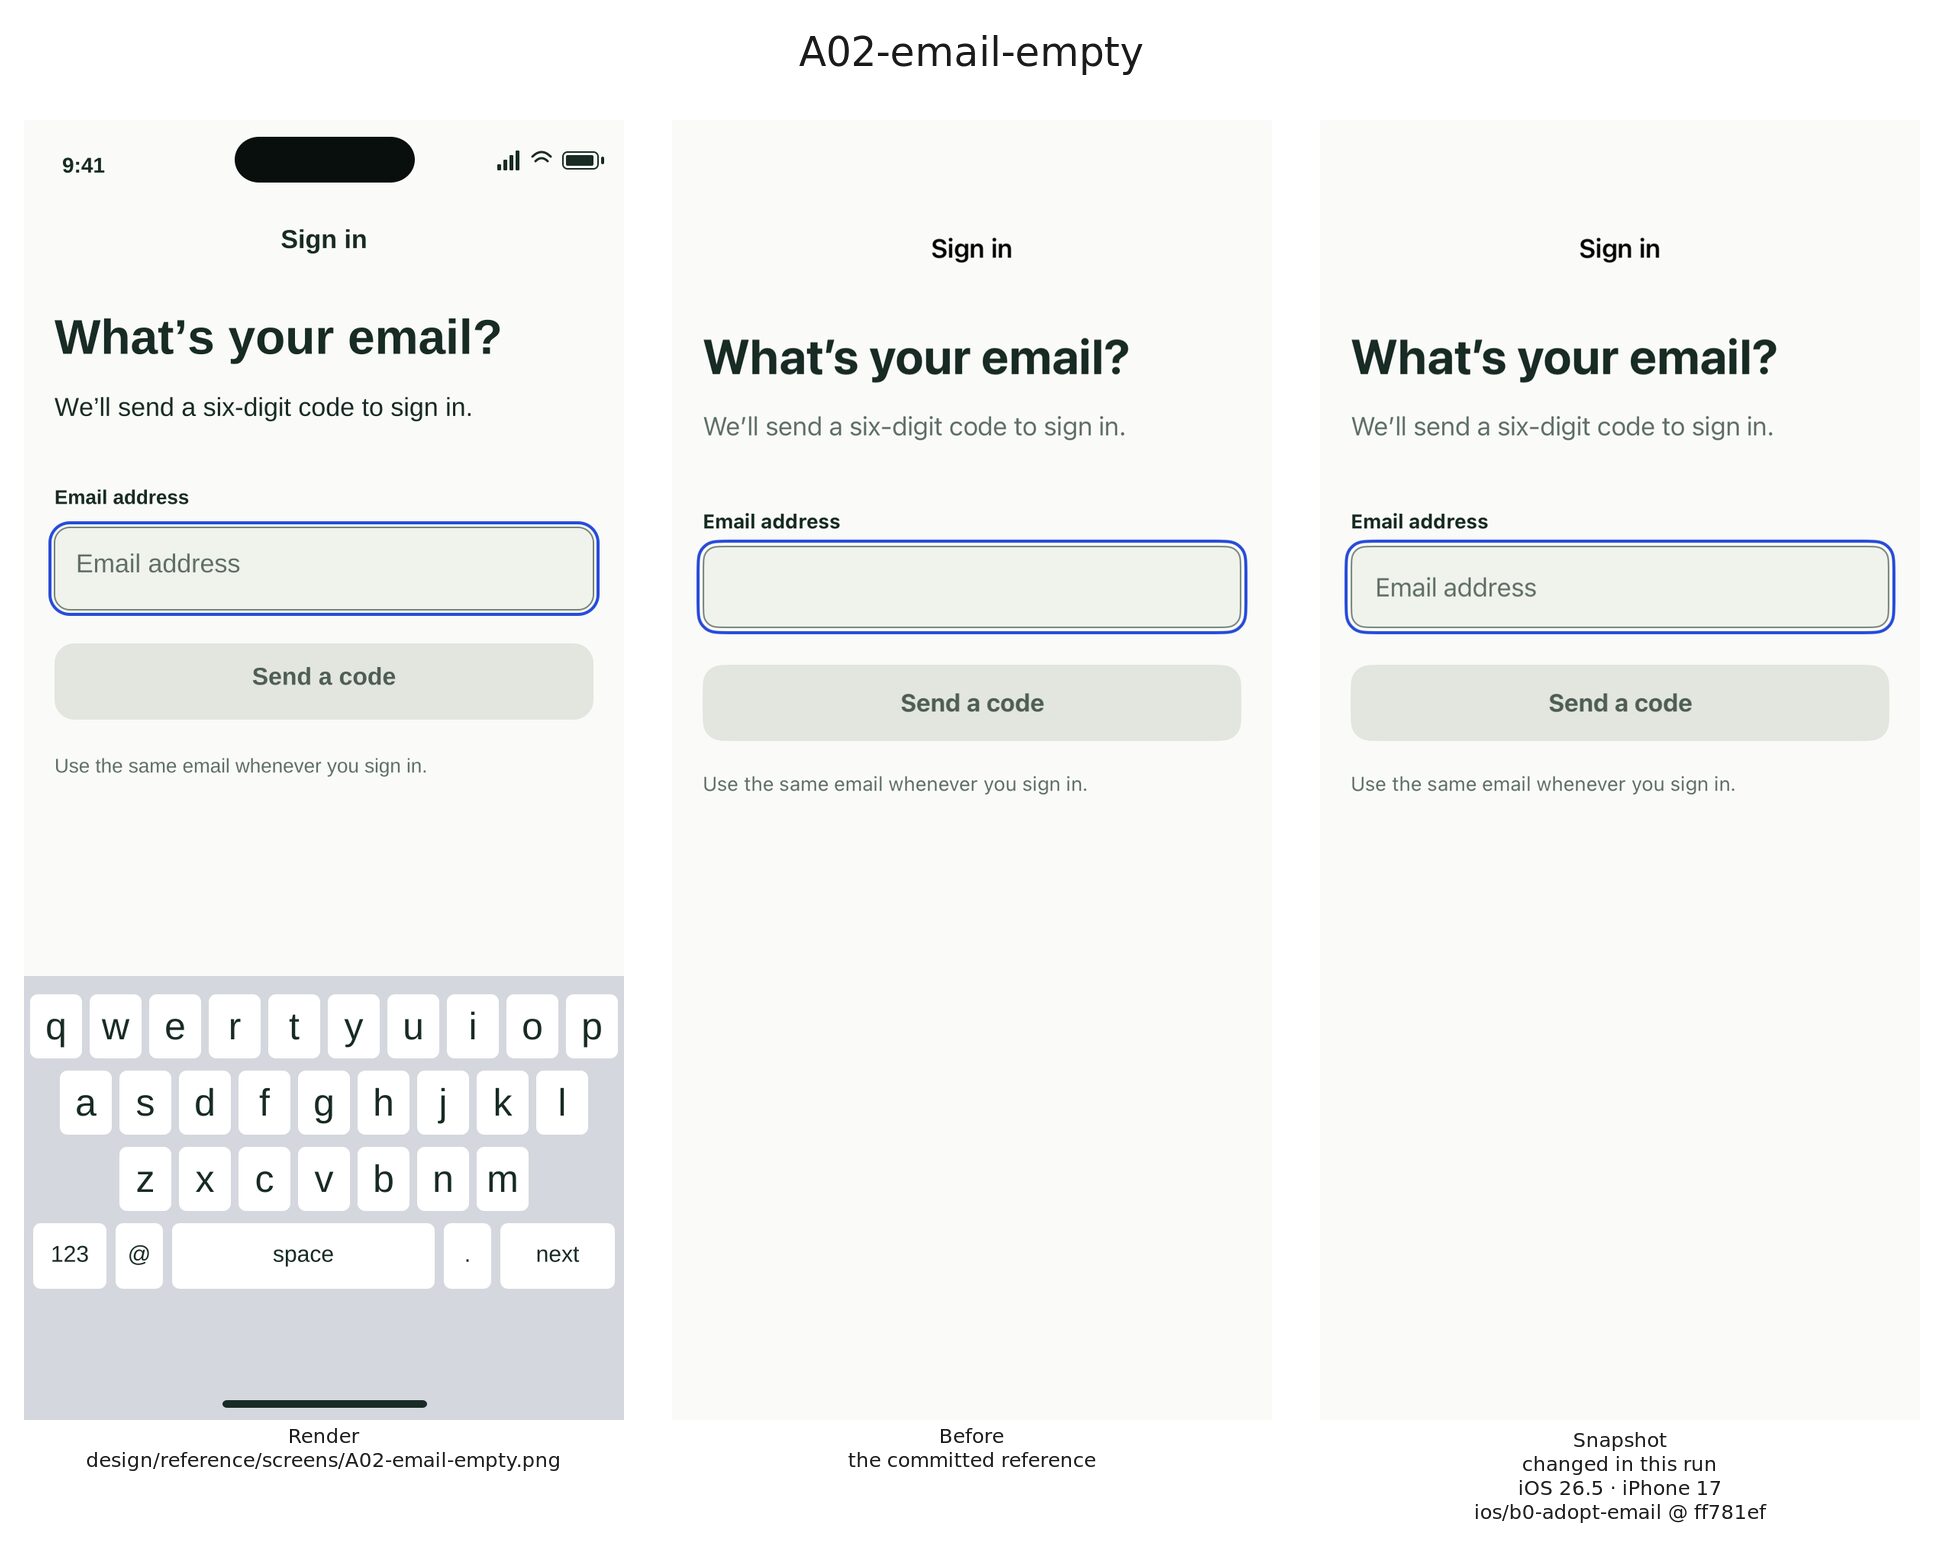 A02-email-empty
9:41
Sign in
What’s your email?
We’ll send a six-digit code to sign in.
Email address
Email address
Send a code
Use the same email whenever you sign in.
q w e r t y u i o p
a s d f g h j k l
z x c v b n m
123 @ space . next
Render
design/reference/screens/A02-email-empty.png
Sign in
What’s your email?
We’ll send a six-digit code to sign in.
Email address
Send a code
Use the same email whenever you sign in.
Before
the committed reference
Sign in
What’s your email?
We’ll send a six-digit code to sign in.
Email address
Email address
Send a code
Use the same email whenever you sign in.
Snapshot
changed in this run
iOS 26.5 · iPhone 17
ios/b0-adopt-email @ ff781ef